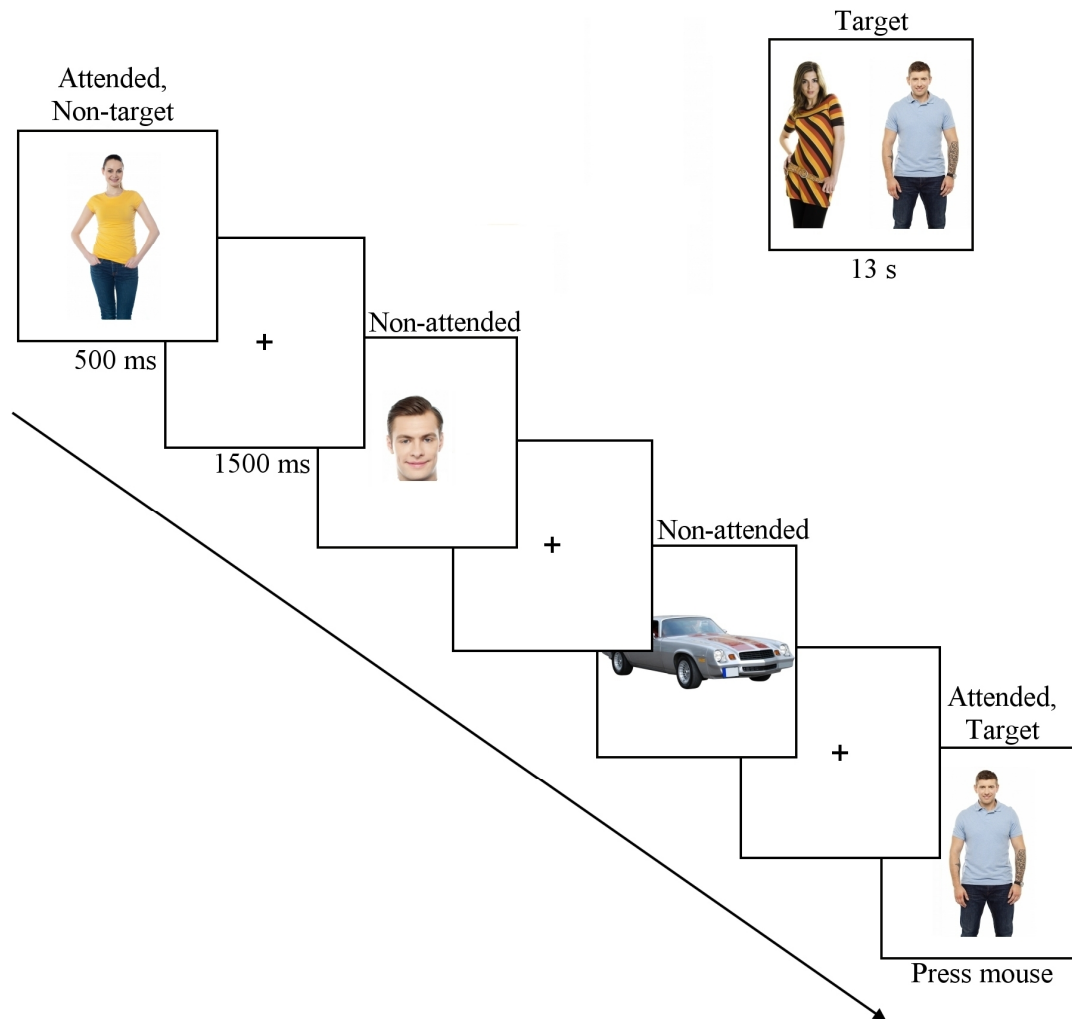 Target
13 s
Attended,
Non-target
500 ms
1500 ms
Non-attended
Non-attended
Attended,
Target
Press mouse